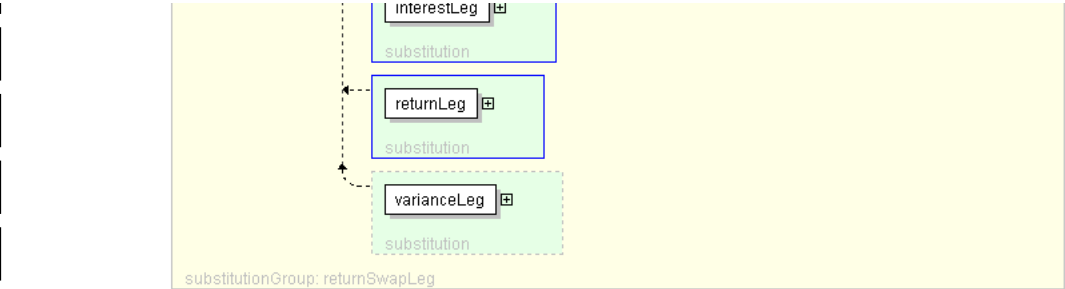 interestLeg
substitution
returnLeg
substitution
varianceLeg
substitution
substitutionGroup: returnSwapLeg